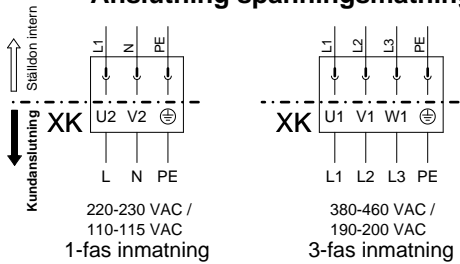 Anslutning spänningsmatning
Ställdon intern
Kundanslutning
L1 N PE
XK U2 V2
L N PE
220-230 VAC /
110-115 VAC
1-fas inmatning
L1 L2 L3 PE
XK U1 V1 W1
L1 L2 L3 PE
380-460 VAC /
190-200 VAC
3-fas inmatning